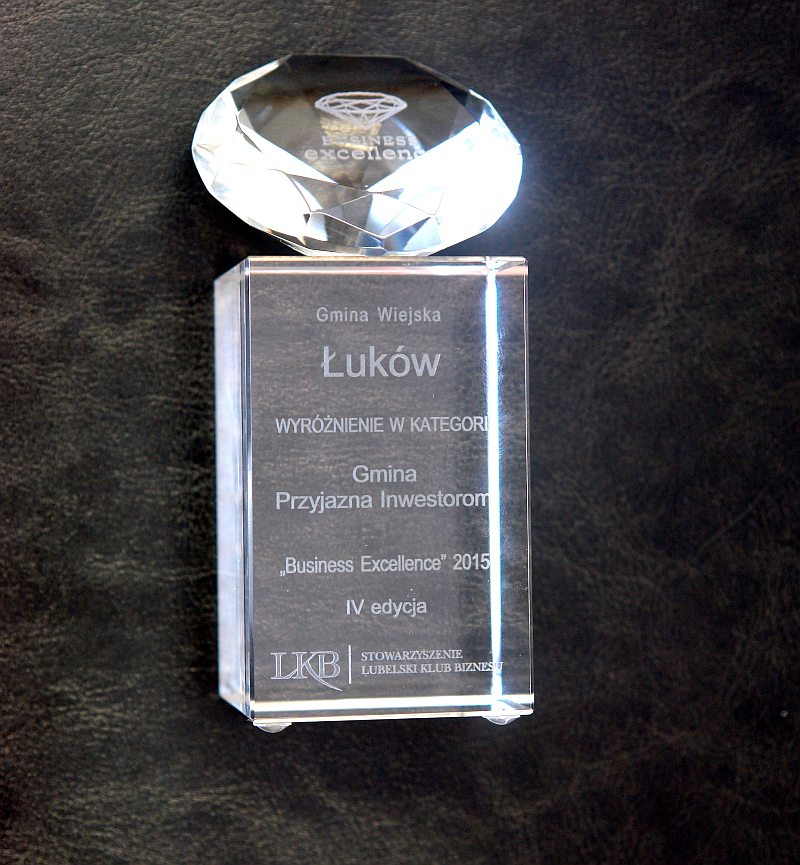 BUSINESS
excellence
Gmina Wiejska
Łuków
WYRÓŻNIENIE W KATEGORII
Gmina
Przyjazna Inwestorom
„Business Excellence” 2015
IV edycja
LKB
STOWARZYSZENIE
LUBELSKI KLUB BIZNESU